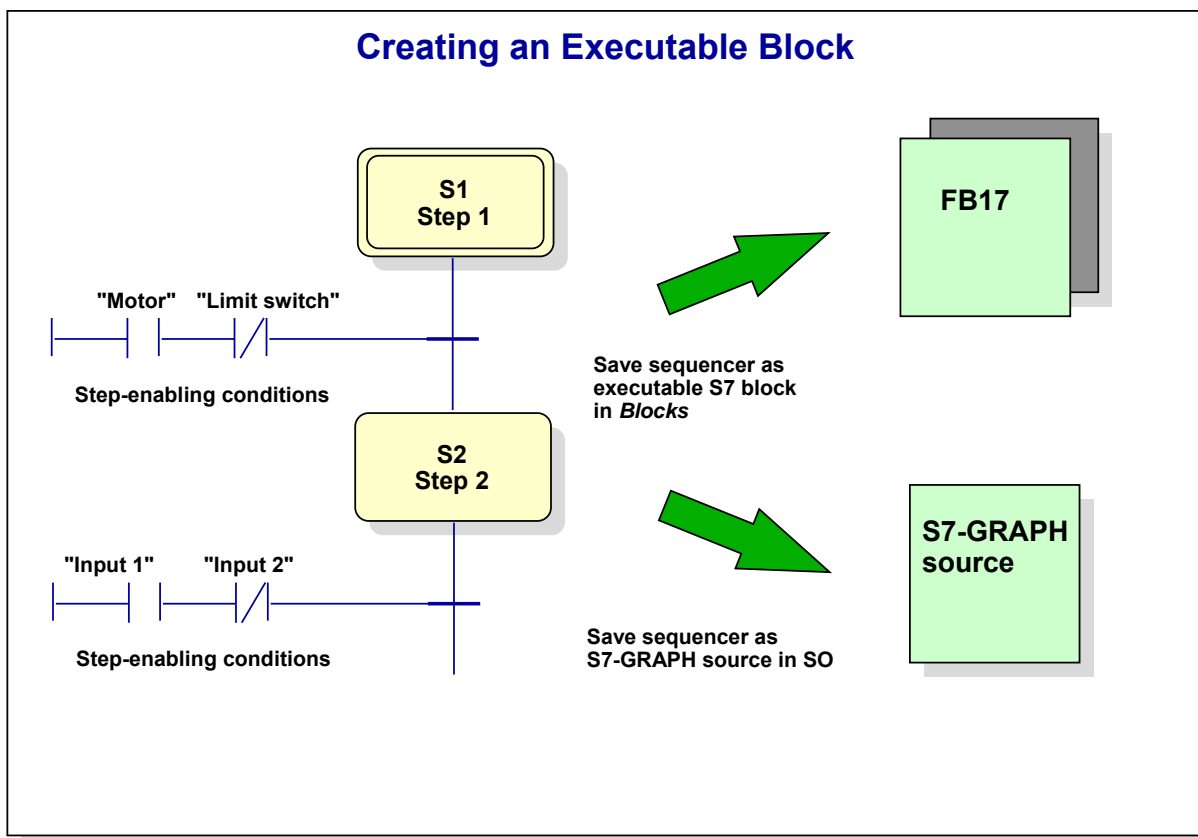 Creating an Executable Block
S1
Step 1
"Motor" "Limit switch"
Step-enabling conditions
S2
Step 2
"Input 1" "Input 2"
Step-enabling conditions
FB17
Save sequencer as
executable S7 block
in Blocks
S7-GRAPH
source
Save sequencer as
S7-GRAPH source in SO